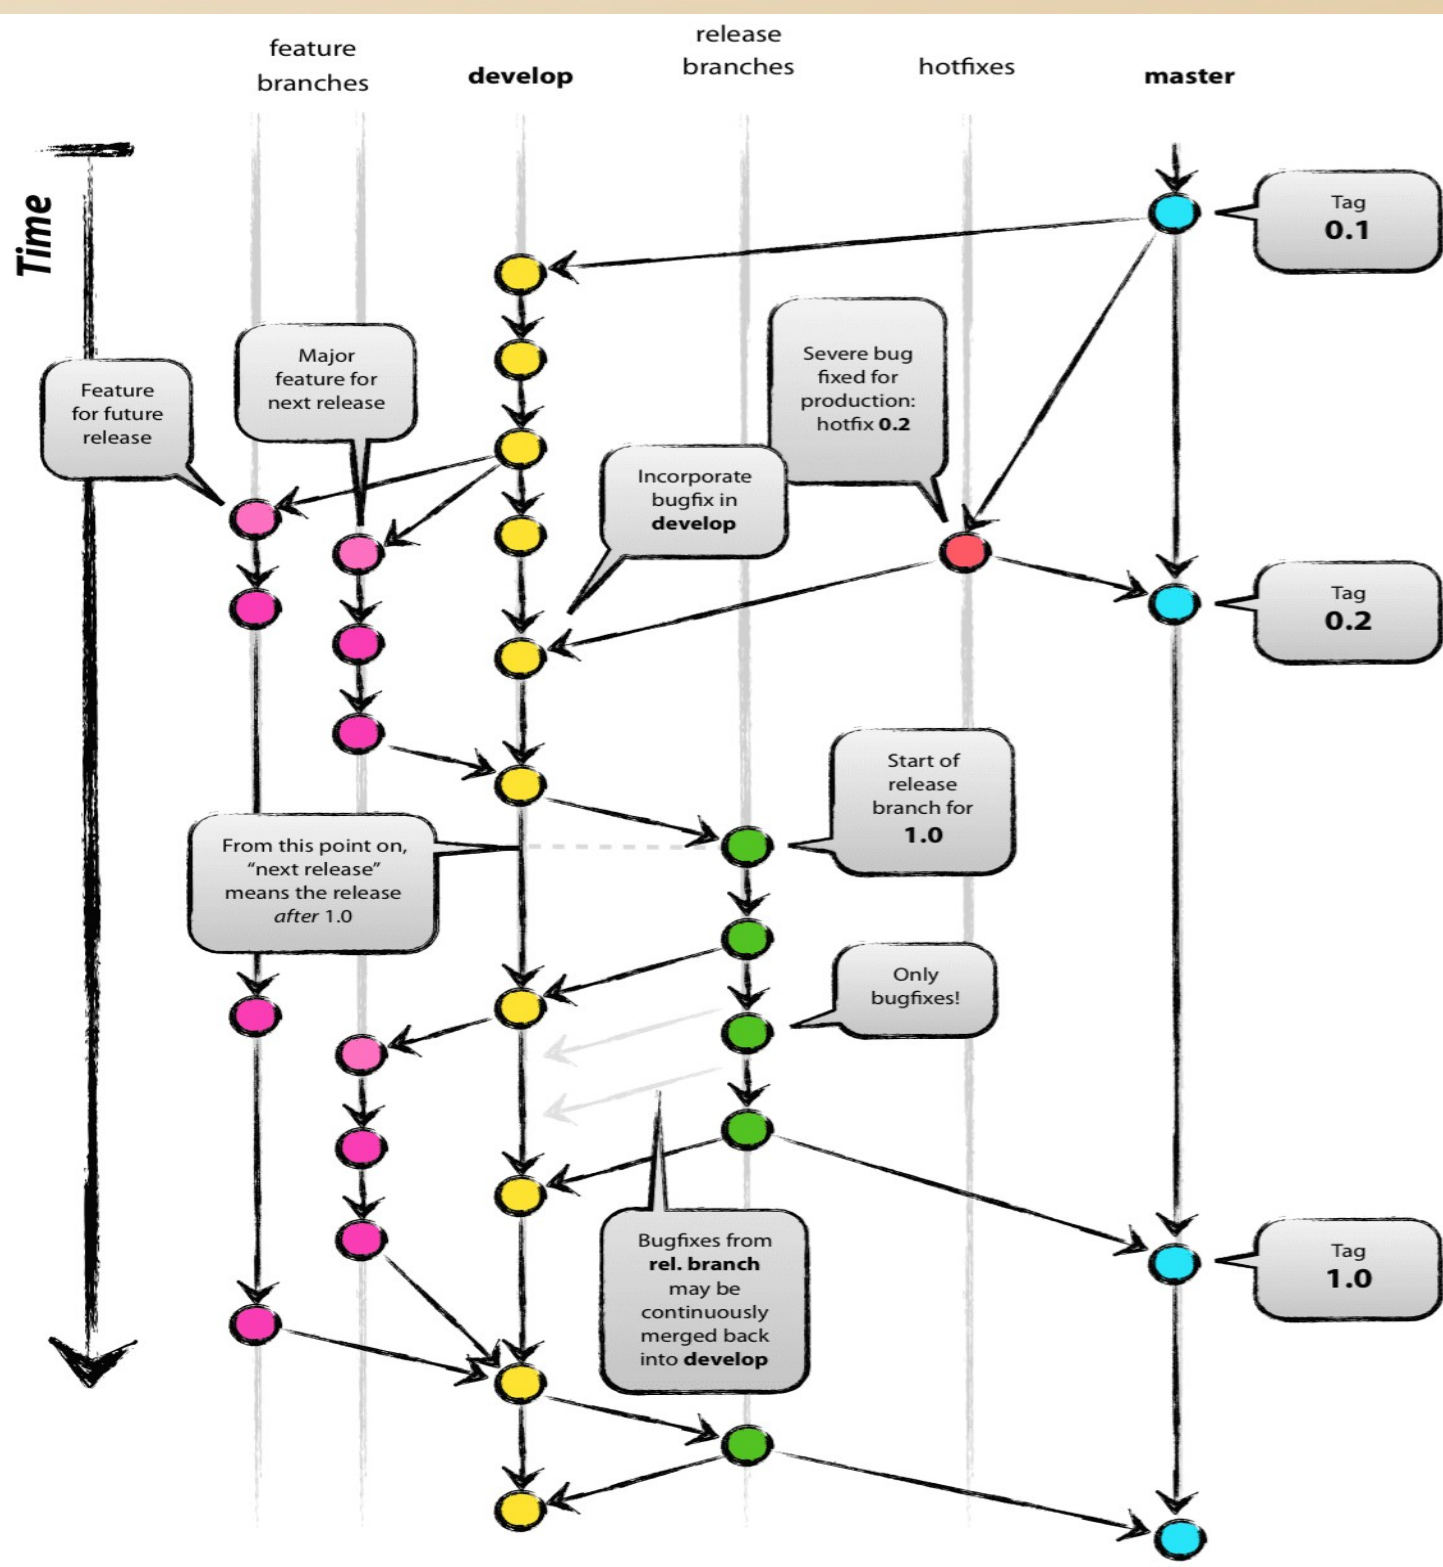 feature
branches
develop
release
branches
hotfixes
master
Time
Tag
0.1
Major
feature for
next release
Feature
for future
release
Severe bug
fixed for
production:
hotfix 0.2
Incorporate
bugfix in
develop
Tag
0.2
Start of
release
branch for
1.0
From this point on,
“next release”
means the release
after 1.0
Only
bugfixes!
Bugfixes from
rel. branch
may be
continuously
merged back
into develop
Tag
1.0